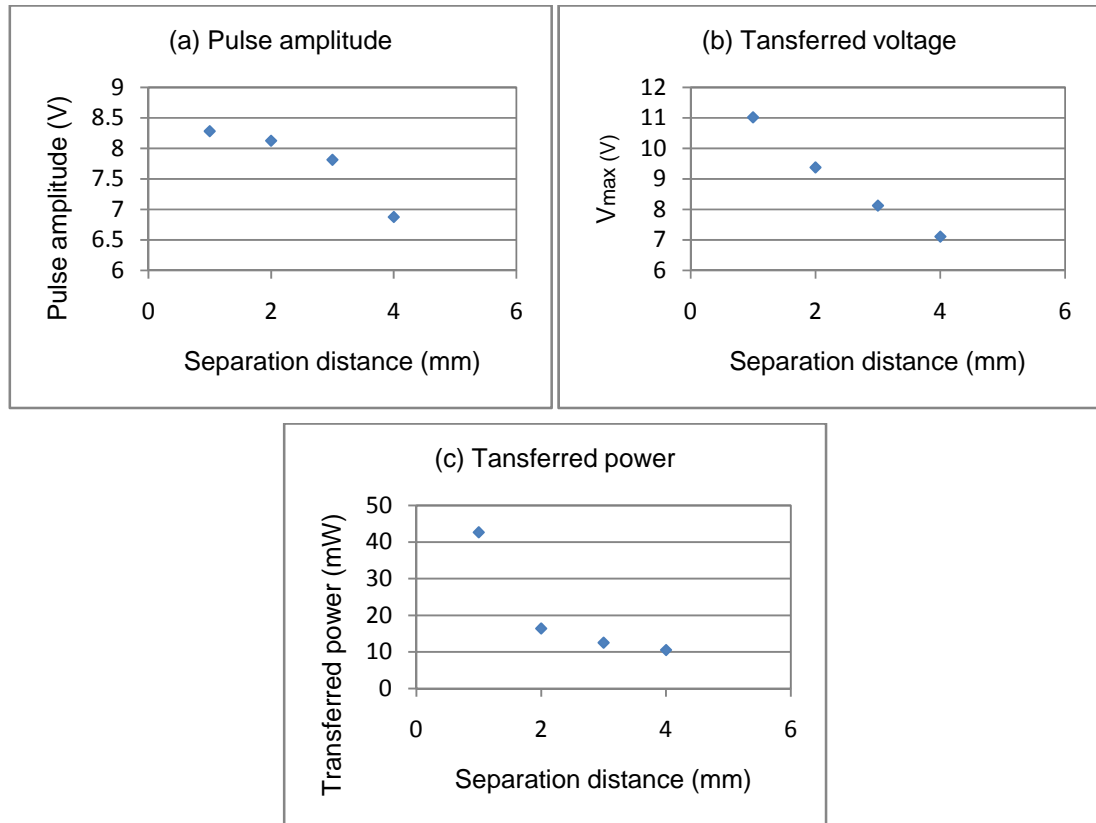 (a) Pulse amplitude
Pulse amplitude (V)
9
8.5
8
7.5
7
6.5
6
0 2 4 6
Separation distance (mm)
(b) Tansferred voltage
Vmax (V)
12
11
10
9
8
7
6
0 2 4 6
Separation distance (mm)
(c) Tansferred power
Transferred power (mW)
50
40
30
20
10
0
0 2 4 6
Separation distance (mm)